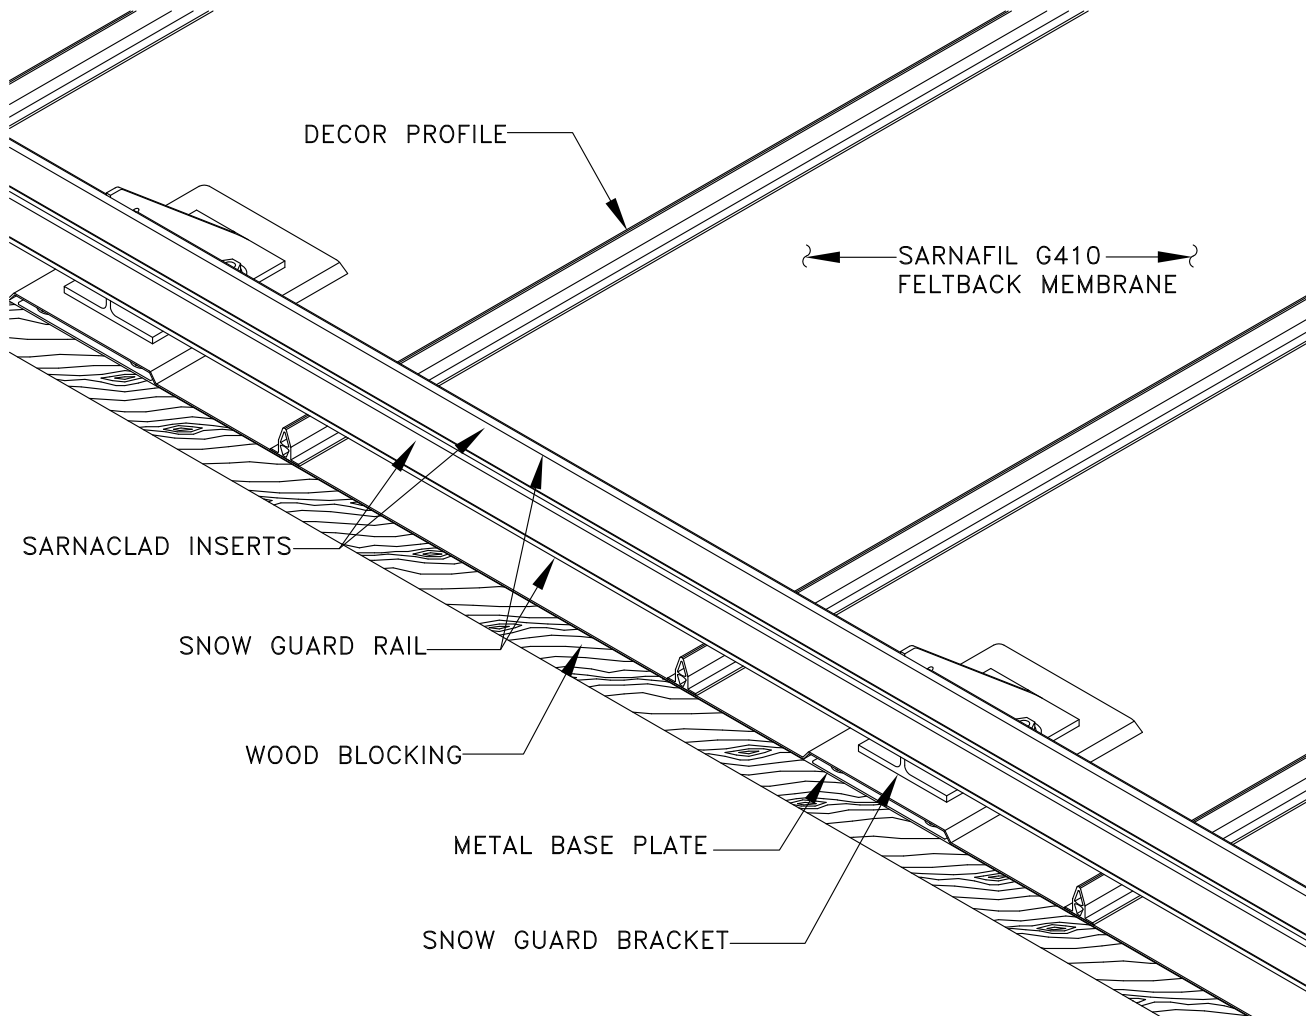 DECOR PROFILE
SARNAFIL G410
FELTBACK MEMBRANE
SARNACLAD INSERTS
SNOW GUARD RAIL
WOOD BLOCKING
METAL BASE PLATE
SNOW GUARD BRACKET